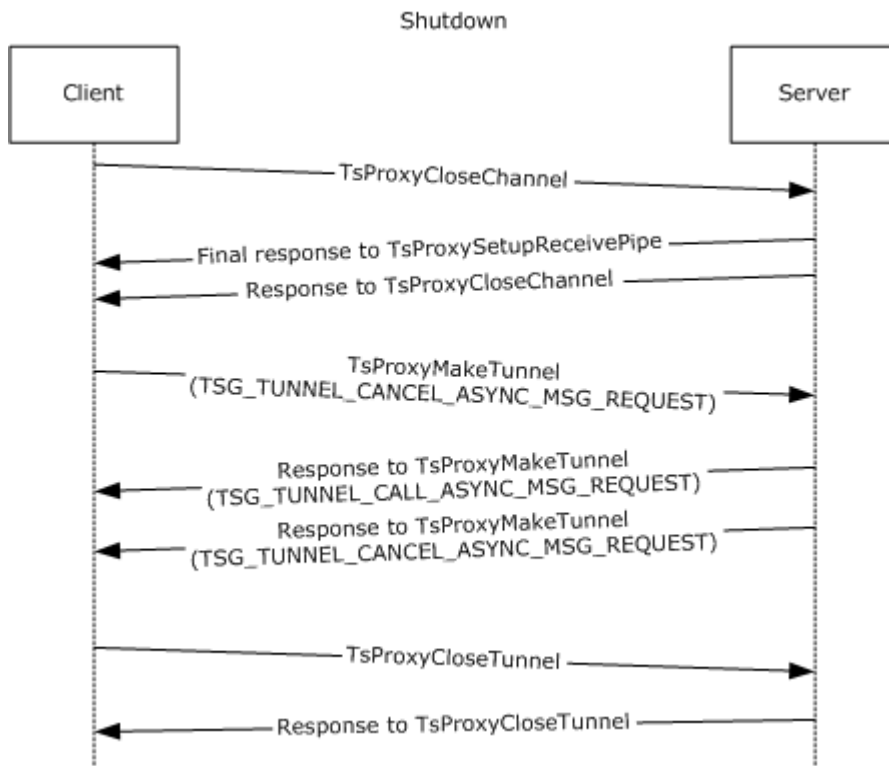 Shutdown
Client
Server
TsProxyCloseChannel
Final response to TsProxySetupReceivePipe
Response to TsProxyCloseChannel
TsProxyMakeTunnel
(TSG_TUNNEL_CANCEL_ASYNC_MSG_REQUEST)
Response to TsProxyMakeTunnel
(TSG_TUNNEL_CALL_ASYNC_MSG_REQUEST)
Response to TsProxyMakeTunnel
(TSG_TUNNEL_CANCEL_ASYNC_MSG_REQUEST)
TsProxyCloseTunnel
Response to TsProxyCloseTunnel